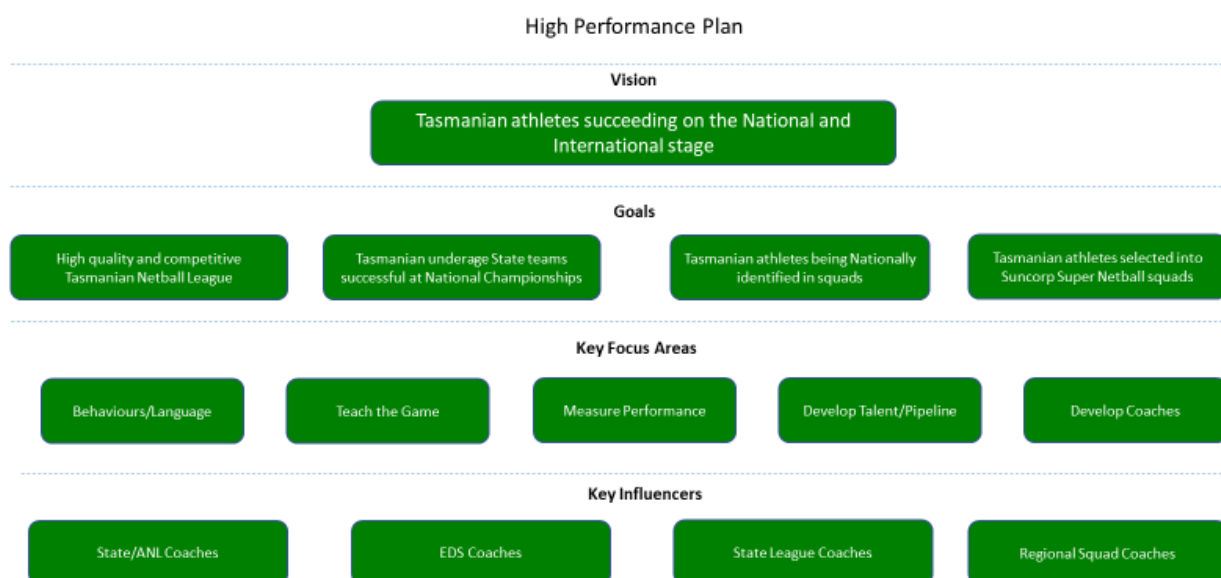 High Performance Plan
Vision
Tasmanian athletes succeeding on the National and
International stage
Goals
High quality and competitive
Tasmanian Netball League
Tasmanian underage State teams
successful at National Championships
Tasmanian athletes being Nationally
identified in squads
Tasmanian athletes selected into
Suncorp Super Netball squads
Key Focus Areas
Behaviours/Language
Teach the Game
Measure Performance
Develop Talent/Pipeline
Develop Coaches
Key Influencers
State/ANL Coaches
EDS Coaches
State League Coaches
Regional Squad Coaches